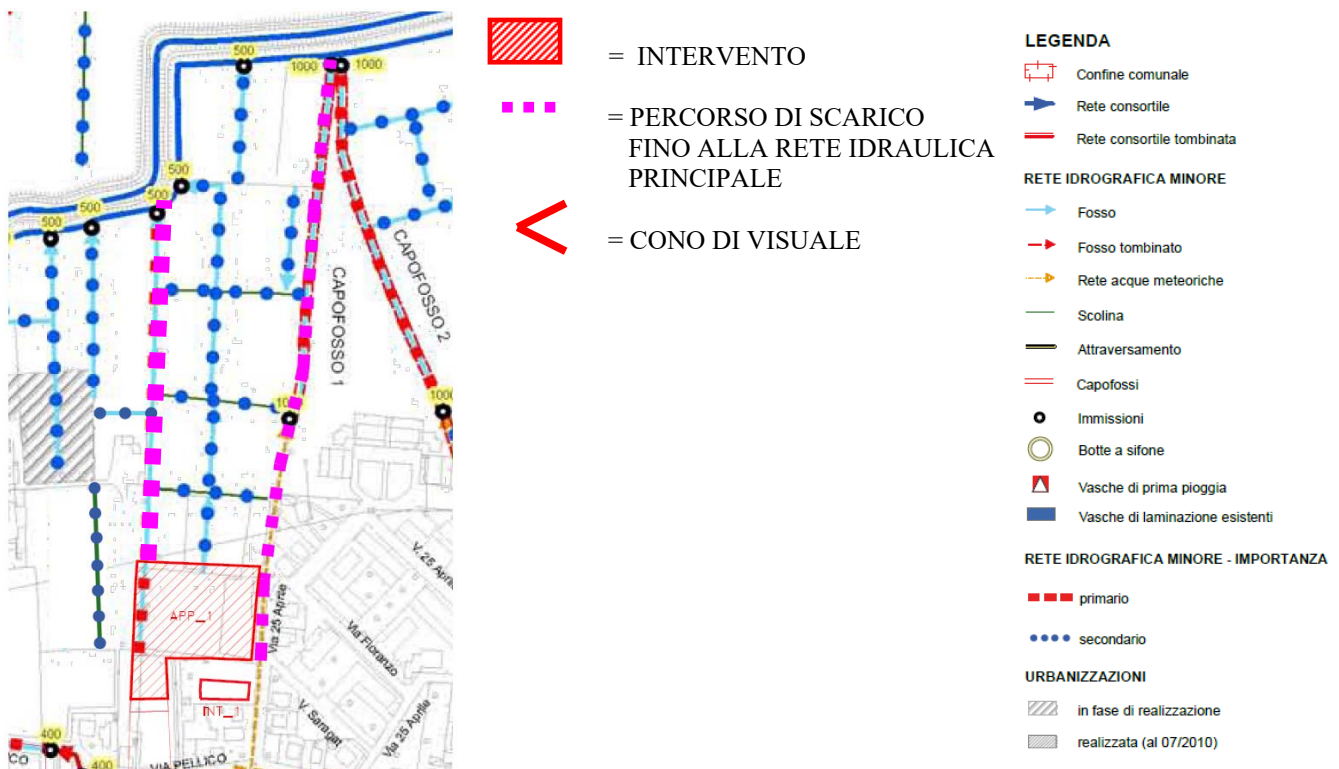 500
1000
1000
500
500
500
500
CAPOFOSSO 1
CAPOFOSSO 2
1000
APP_1
Via 25 Aprile
V. 25 Aprile
Via Fioranzo
INT_1
V. Saragat
Via 25 Aprile
400
400
VIA PELLICO
= INTERVENTO
= PERCORSO DI SCARICO
FINO ALLA RETE IDRAULICA
PRINCIPALE
= CONO DI VISUALE
LEGENDA
Confine comunale
Rete consortile
Rete consortile tombinata
RETE IDROGRAFICA MINORE
Fosso
Fosso tombinato
Rete acque meteoriche
Scolina
Attraversamento
Capofossi
Immissioni
Botte a sifone
Vasche di prima pioggia
Vasche di laminazione esistenti
RETE IDROGRAFICA MINORE - IMPORTANZA
primario
secondario
URBANIZZAZIONI
in fase di realizzazione
realizzata (al 07/2010)